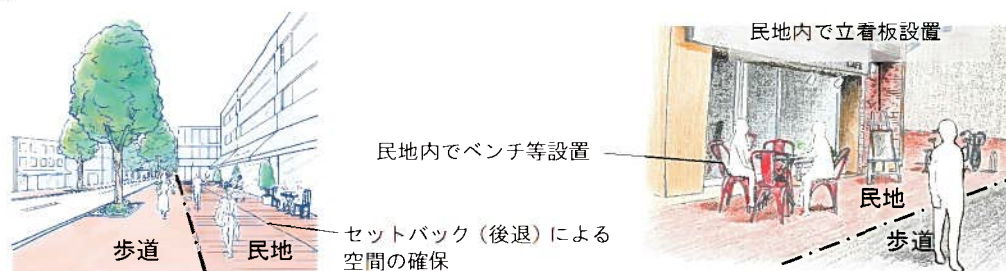 民地内で立看板設置
民地内でベンチ等設置
民地
歩道
セットバック（後退）による
空間の確保
歩道
民地